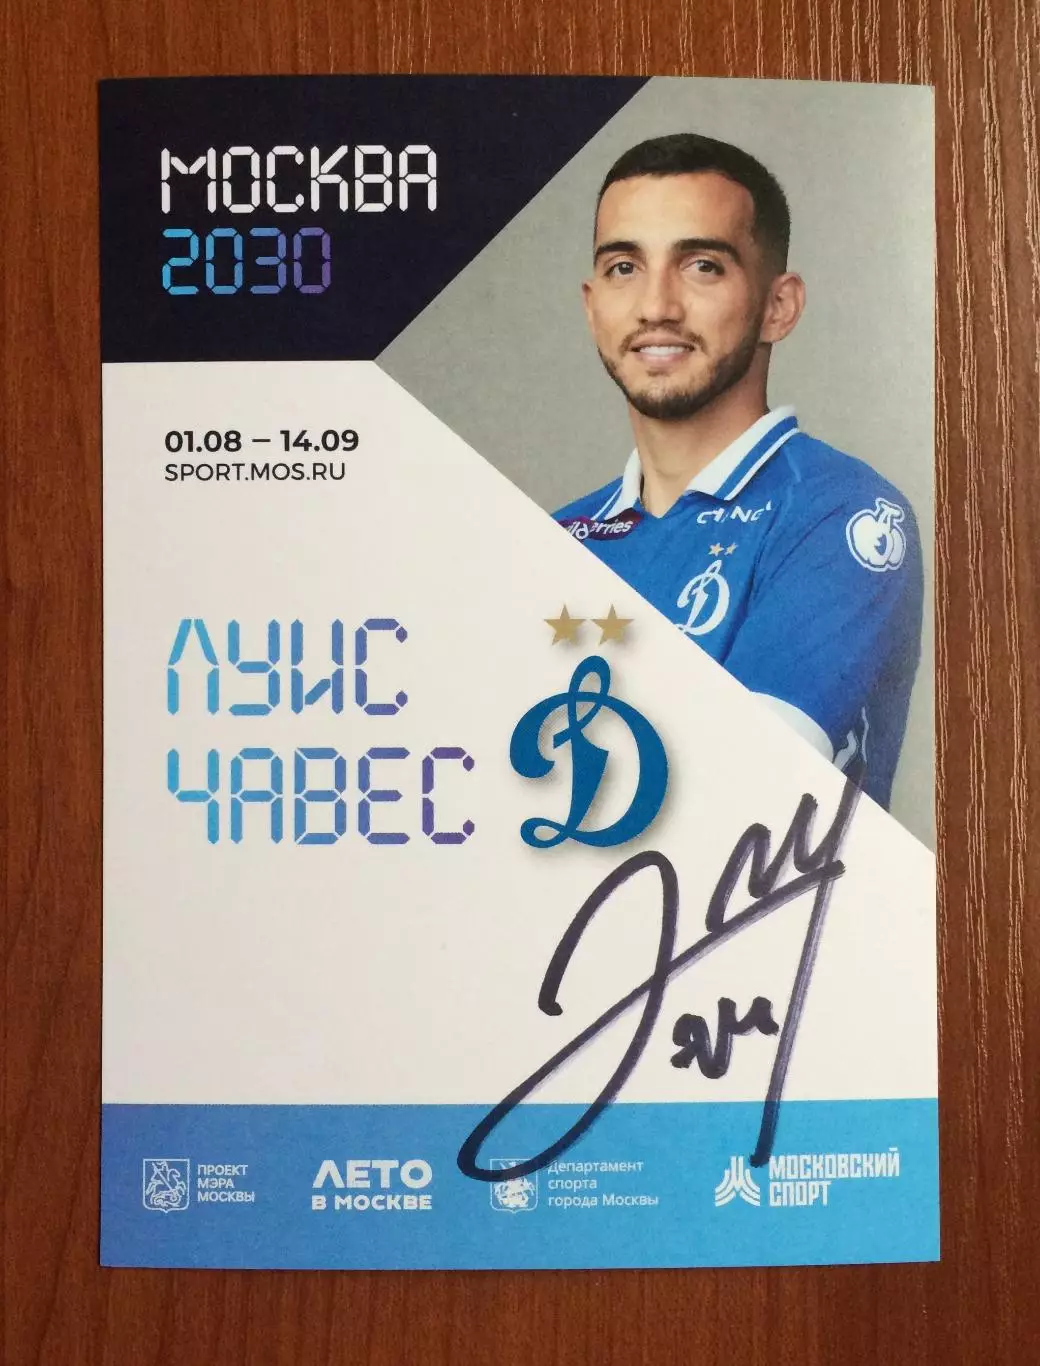 МОСКВА
2030
01.08 – 14.09
SPORT.MOS.RU
ЛУИС
ЧАВЕС
ПРОЕКТ
МЭРА
МОСКВЫ
ЛЕТО
В МОСКВЕ
Департамент
спорта
города Москвы
МОСКОВСКИЙ
СПОРТ